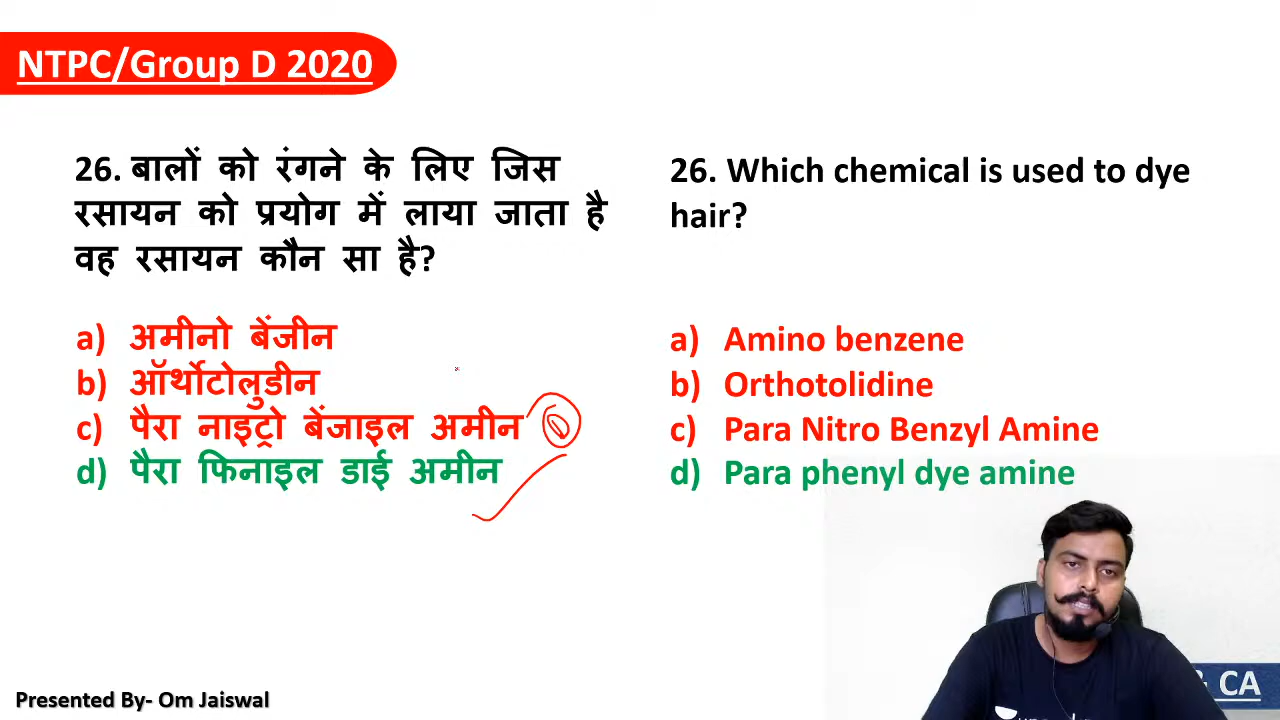 NTPC/Group D 2020
26. बालों को रंगने के लिए जिस
रसायन को प्रयोग में लाया जाता है
वह रसायन कौन सा है?
a) अमीनो बेंजीन
b) ऑर्थोटोलुडीन
c) पैरा नाइट्रो बेंजाइल अमीन
d) पैरा फिनाइल डाई अमीन
26. Which chemical is used to dye
hair?
a) Amino benzene
b) Orthotolidine
c) Para Nitro Benzyl Amine
d) Para phenyl dye amine
CA
Presented By- Om Jaiswal